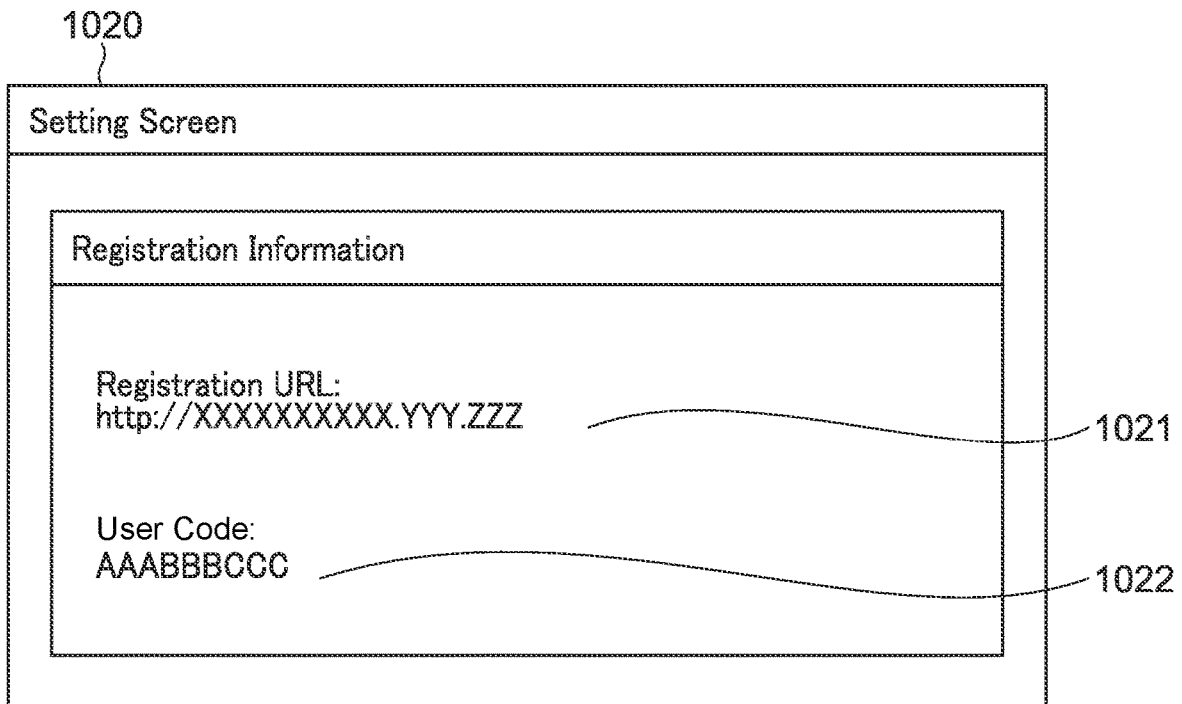 1020
Setting Screen
Registration Information
Registration URL:
http://XXXXXXXXXX.YYY.ZZZ
1021
User Code:
AAABBBCCC
1022